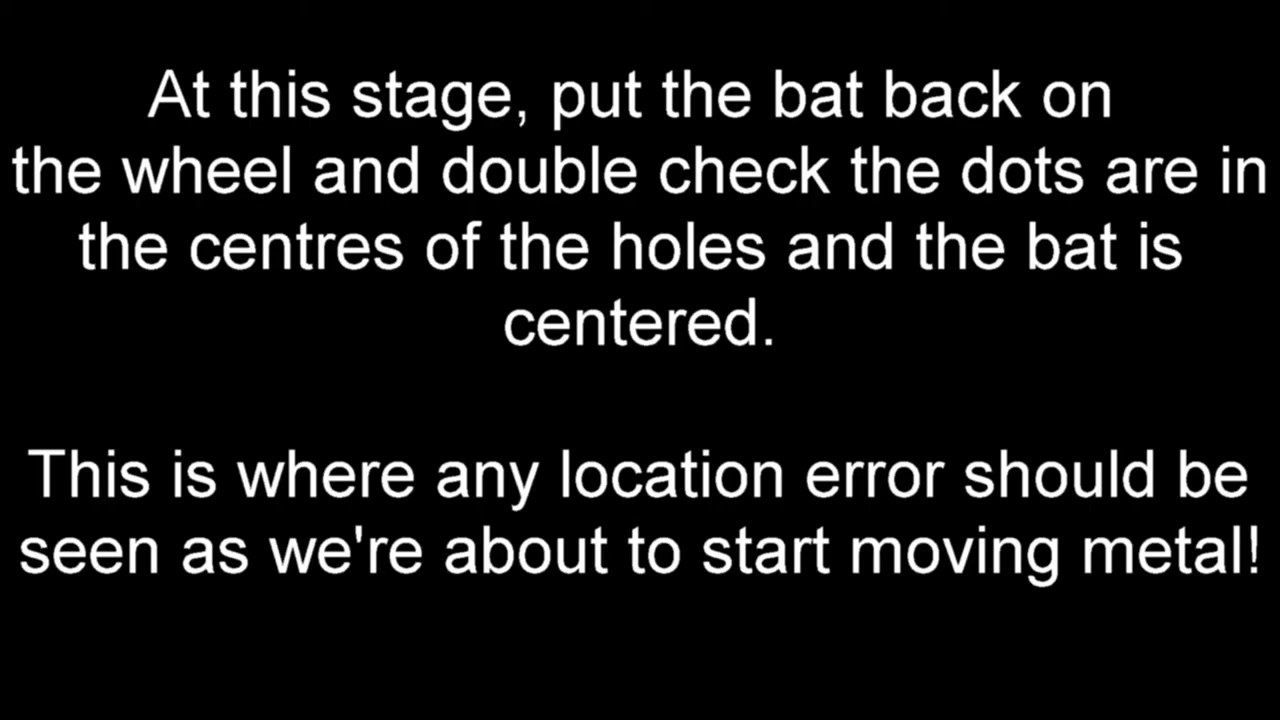 At this stage, put the bat back on
the wheel and double check the dots are in
the centres of the holes and the bat is
centered.
This is where any location error should be
seen as we're about to start moving metal!